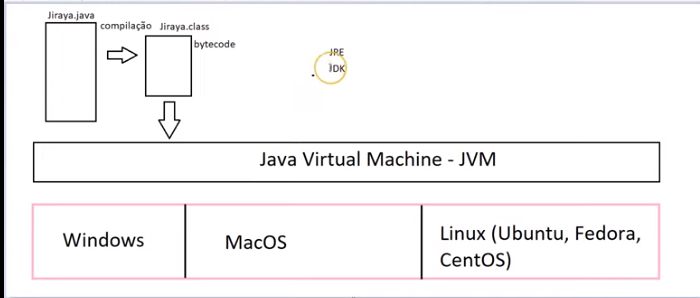 Jiraya.java
compilação
Jiraya.class
bytecode
JRE
JDK
Java Virtual Machine - JVM
Windows
MacOS
Linux (Ubuntu, Fedora,
CentOS)